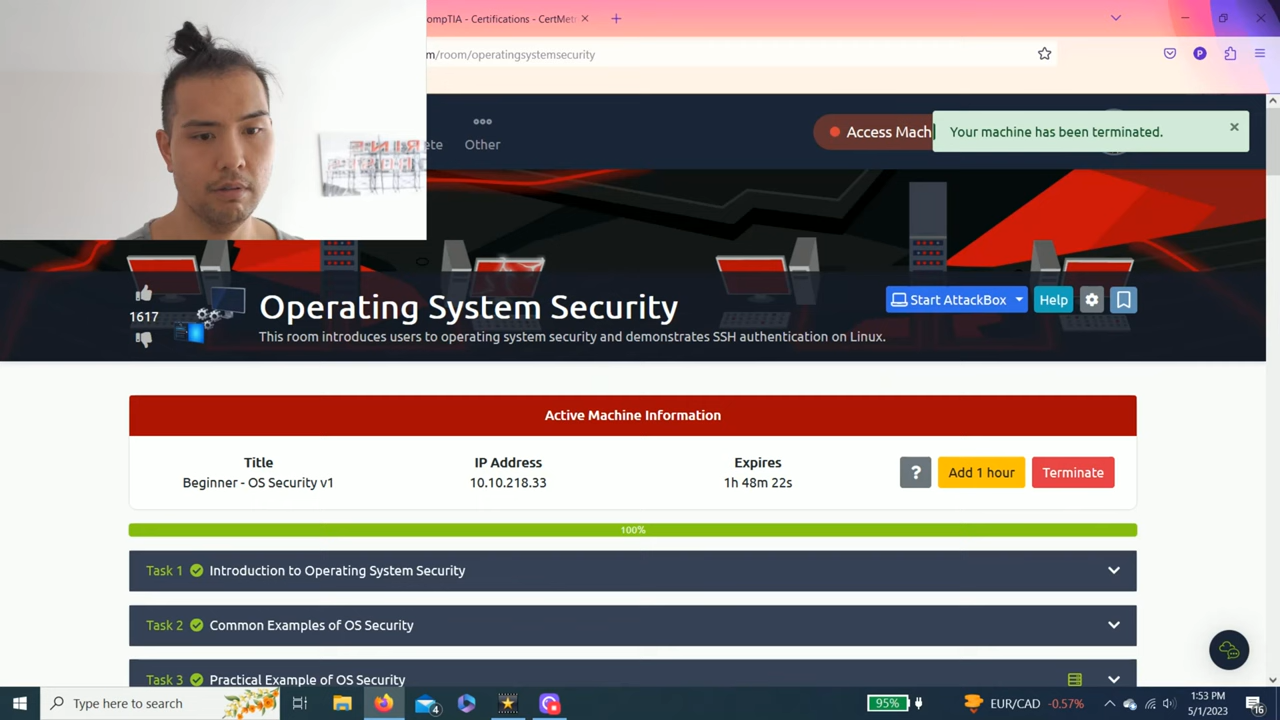 ompTIA - Certifications - CertMetr
m/room/operatingsystemsecurity
ete
Other
Access Mach
Your machine has been terminated.
1617
Operating System Security
This room introduces users to operating system security and demonstrates SSH authentication on Linux.
Start AttackBox
Help
Active Machine Information
Title
IP Address
Expires
Beginner - OS Security v1
10.10.218.33
1h 48m 22s
?
Add 1 hour
Terminate
100%
Task 1 Introduction to Operating System Security
Task 2 Common Examples of OS Security
Task 3 Practical Example of OS Security
Type here to search
4
95%
EUR/CAD -0.57%
1:53 PM
5/1/2023
16